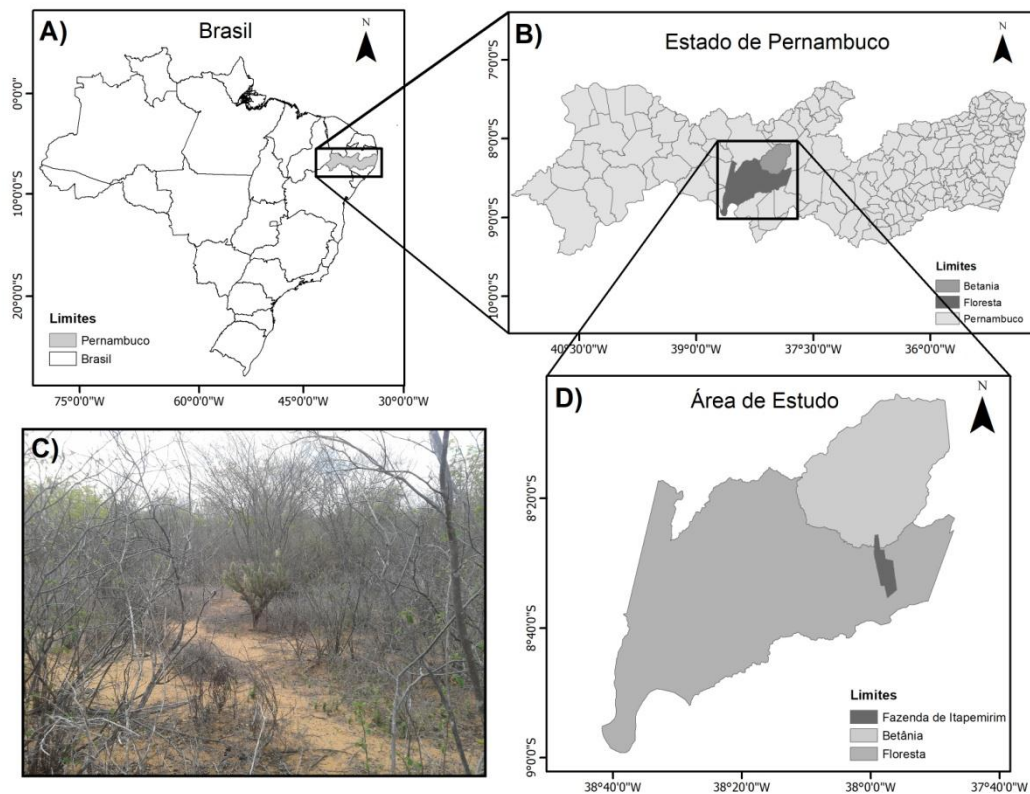 A)
Brasil
N
0°0'0"
10°0'0"S
20°0'0"S
Limites
Pernambuco
Brasil
75°0'0"W
60°0'0"W
45°0'0"W
30°0'0"W
B)
Estado de Pernambuco
N
7°0'0"S
8°0'0"S
9°0'0"S
10°0'0"S
Limites
Betania
Floresta
Pernambuco
40°30'0"W
39°0'0"W
37°30'0"W
36°0'0"W
C)
D)
Área de Estudo
N
8°20'0"S
8°40'0"S
9°0'0"S
Limites
Fazenda de Itapemirim
Betânia
Floresta
38°40'0"W
38°20'0"W
38°0'0"W
37°40'0"W